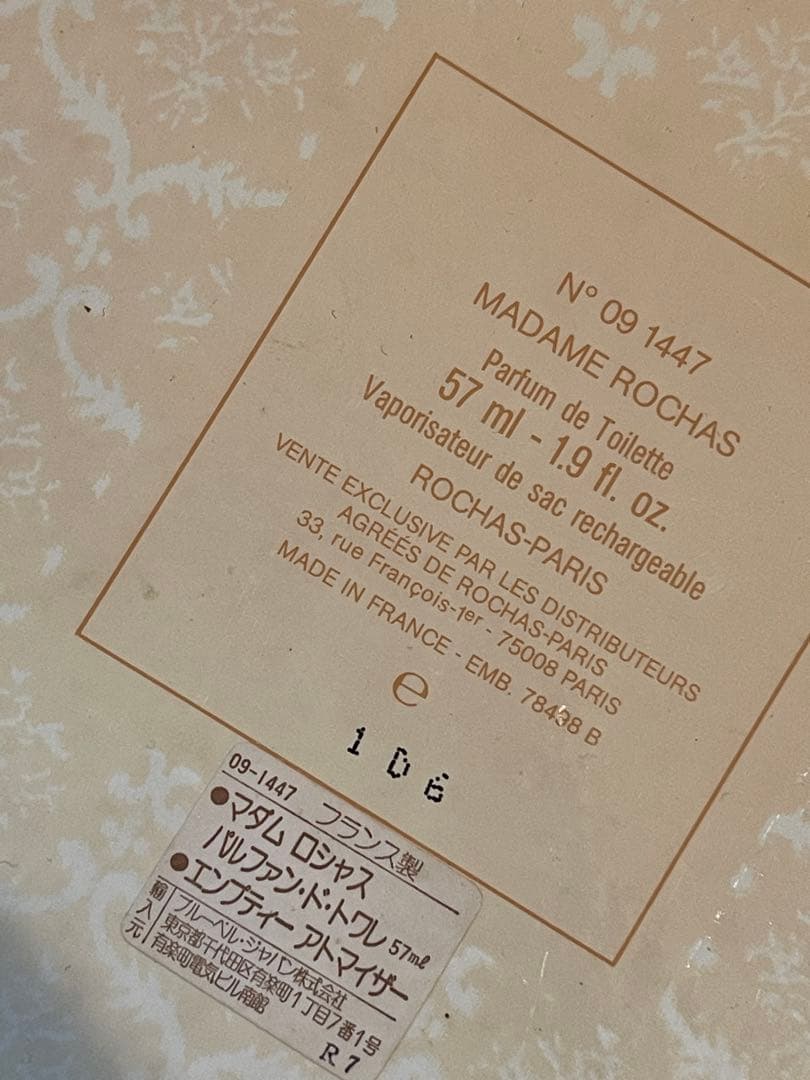 N° 09 1447
MADAME ROCHAS
Parfum de Toilette
57 ml - 1.9 fl. oz.
Vaporisateur de sac rechargeable
ROCHAS-PARIS
VENTE EXCLUSIVE PAR LES DISTRIBUTEURS
AGRÉÉS DE ROCHAS-PARIS
33, rue François-1er - 75008 PARIS
MADE IN FRANCE - EMB. 78498 B
e
1 D 6
09-1447 フランス製
●マダム ロシャス
パルファン・ド・トワレ 57ml
●エンプティー アトマイザー
輸入元
ブルーベル・ジャパン株式会社
東京都千代田区有楽町1丁目7番1号
有楽町電気ビル南館
R 7